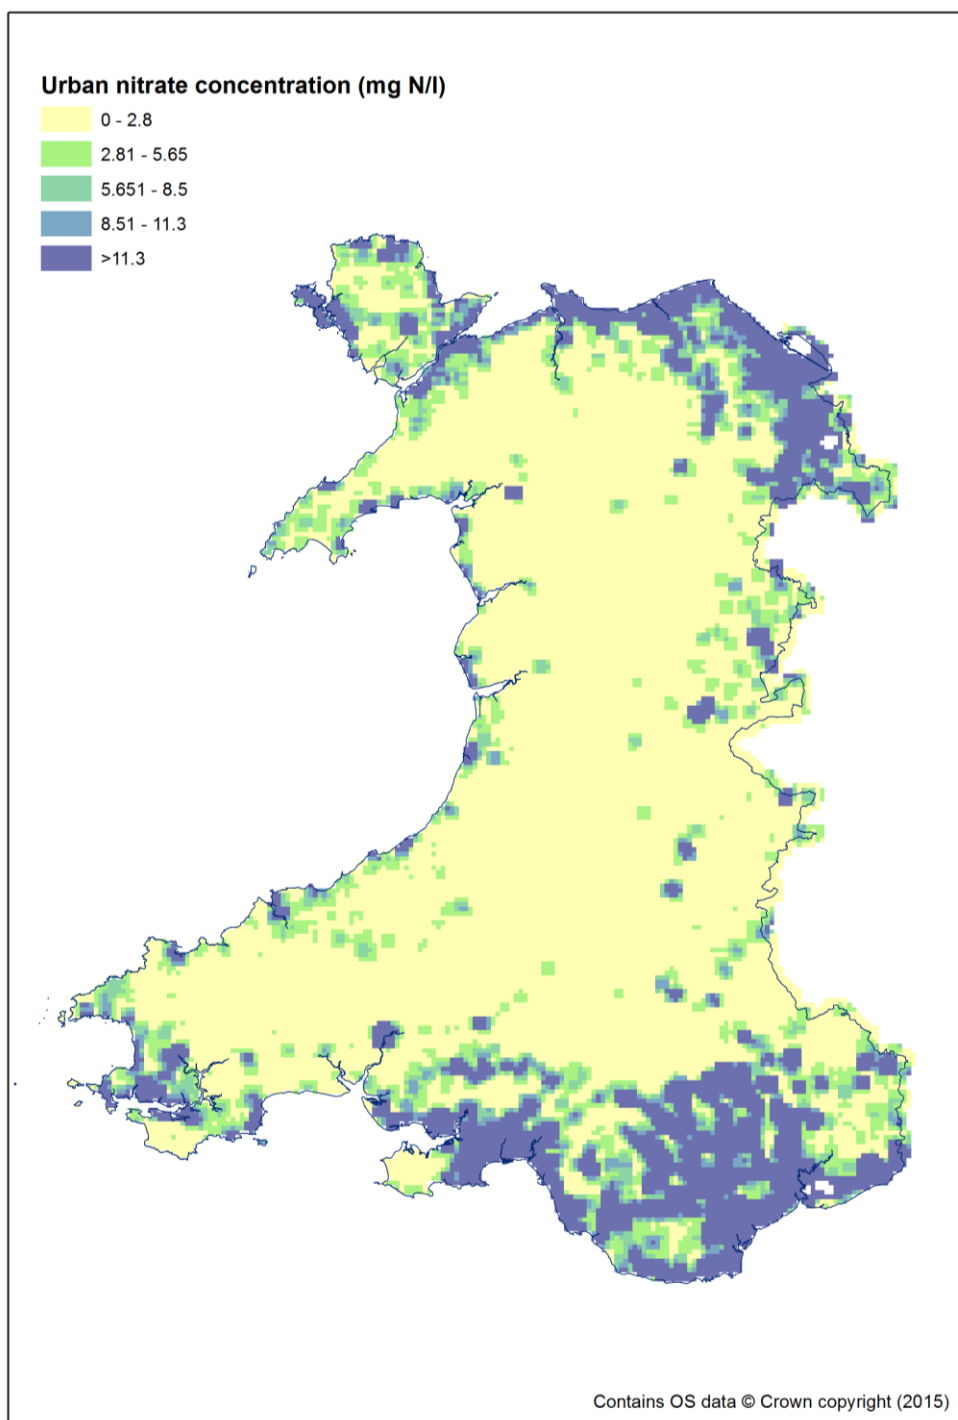 Urban nitrate concentration (mg N/l)
0 - 2.8
2.81 - 5.65
5.651 - 8.5
8.51 - 11.3
>11.3
Contains OS data © Crown copyright (2015)